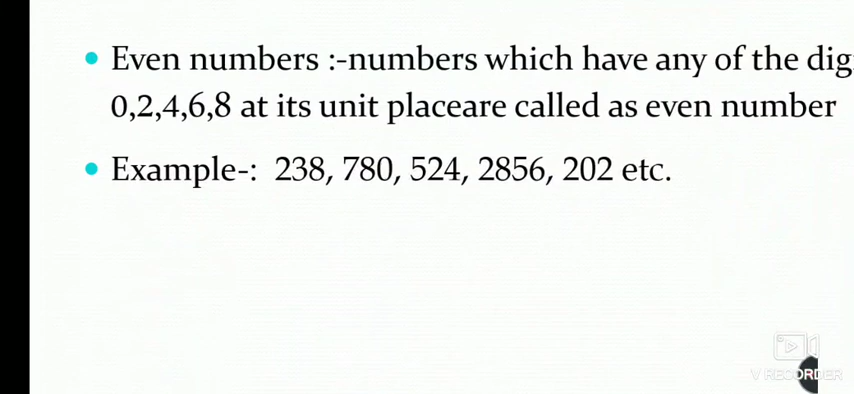 Even numbers :-numbers which have any of the
0,2,4,6,8 at its unit placeare called as even number
Example-: 238, 780, 524, 2856, 202 etc.
V RECORDER